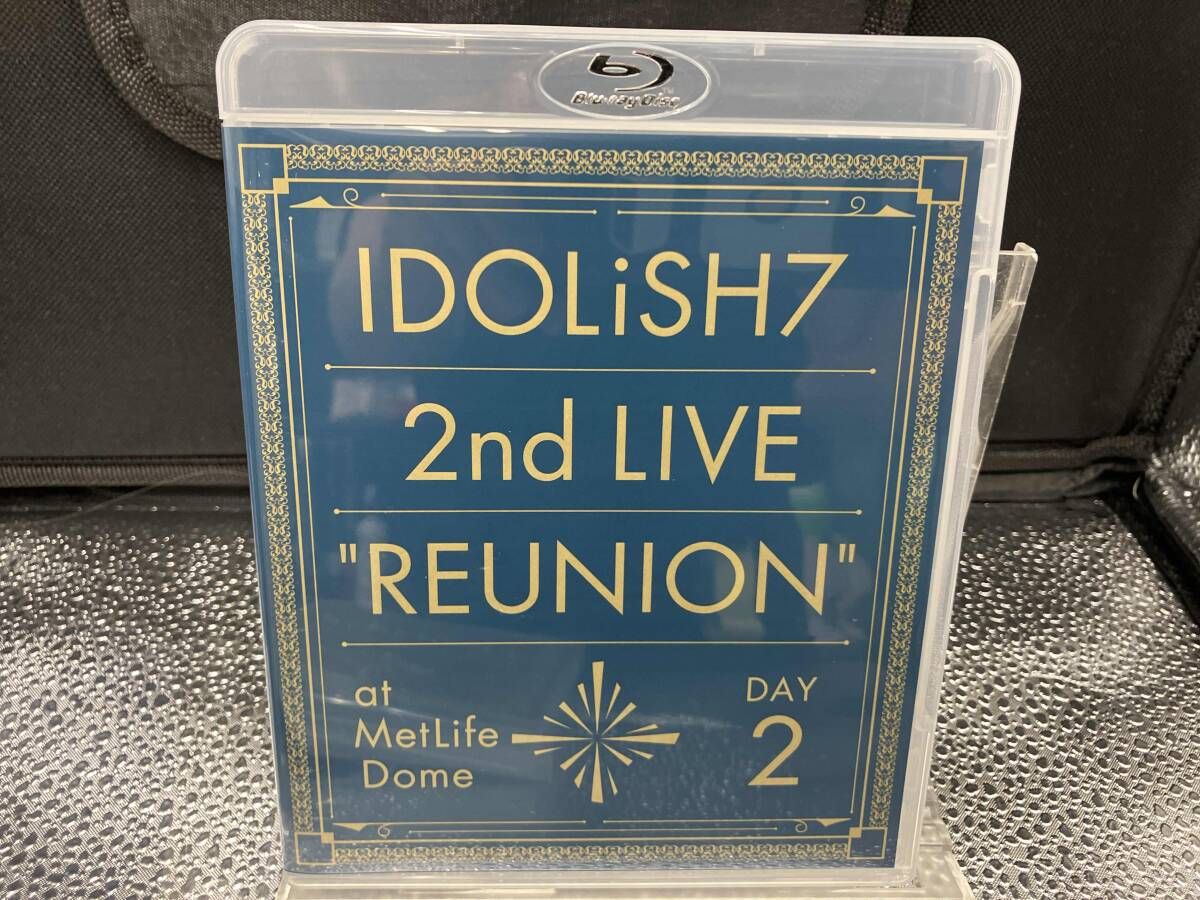 Blu-ray Disc
IDOLiSH7
2nd LIVE
"REUNION"
at
MetLife
Dome
DAY
2